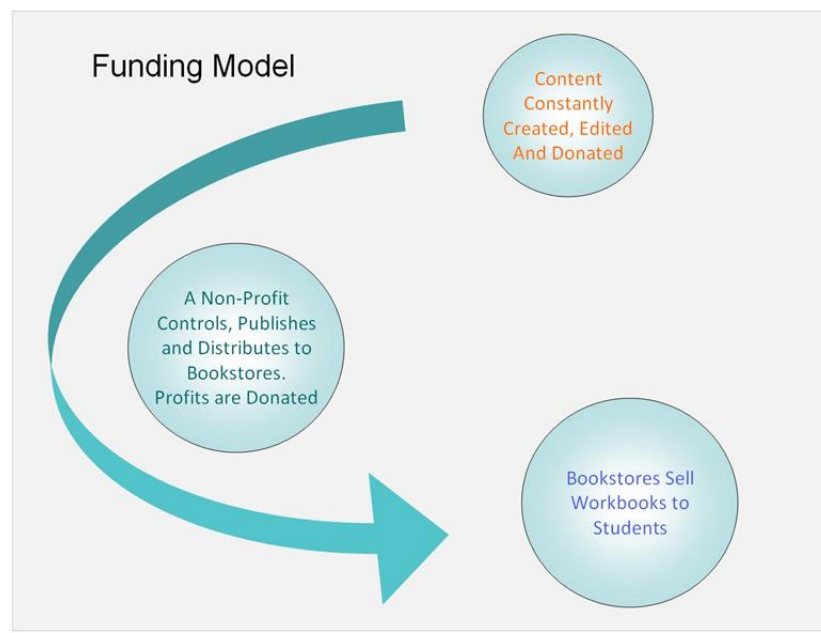 Funding Model
Content
Constantly
Created, Edited
And Donated
A Non-Profit
Controls, Publishes
and Distributes to
Bookstores.
Profits are Donated
Bookstores Sell
Workbooks to
Students